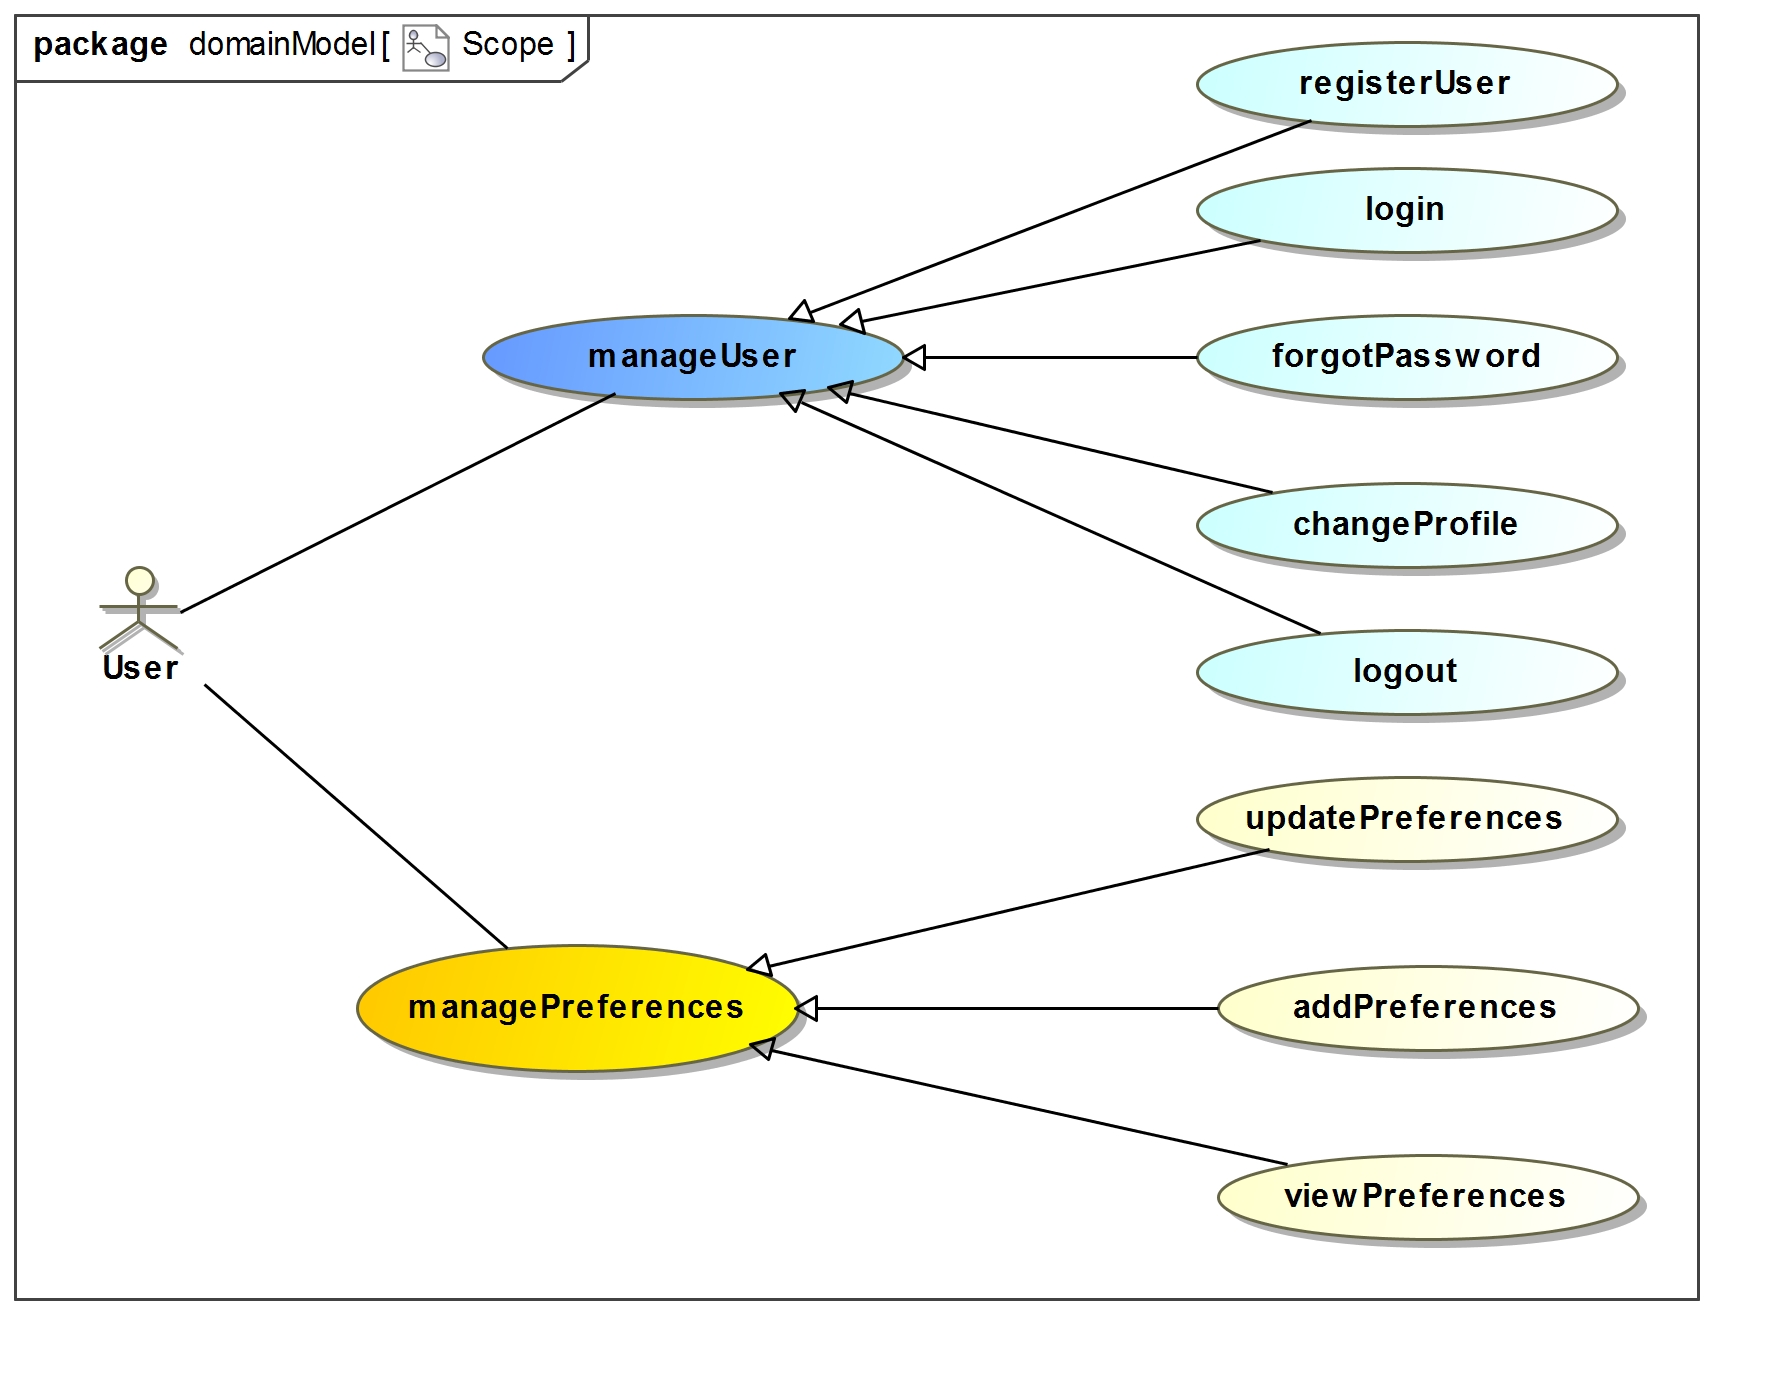 package domainModel[ Scope ]
registerUser
login
manageUser
forgotPassword
changeProfile
User
logout
updatePreferences
managePreferences
addPreferences
viewPreferences